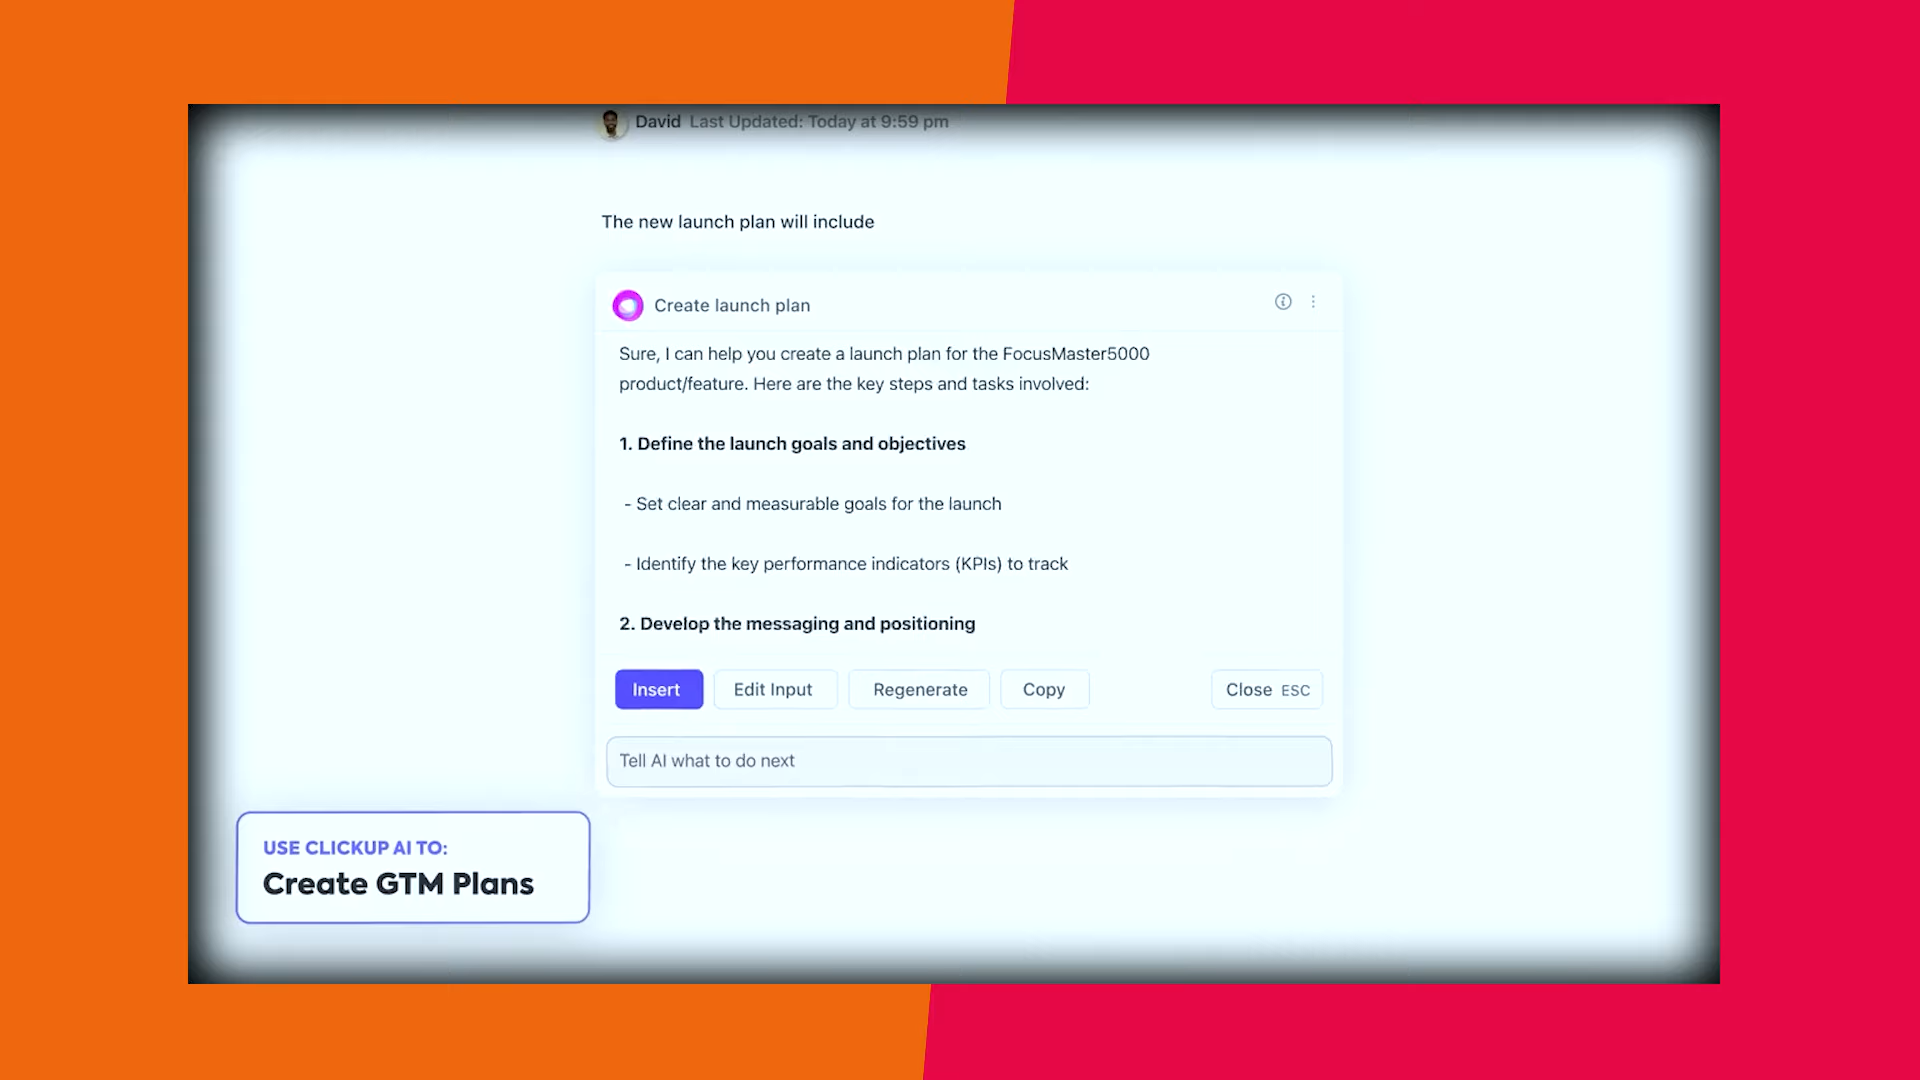 David Last Updated: Today at 9:59 pm
The new launch plan will include
Create launch plan
Sure, I can help you create a launch plan for the FocusMaster5000
product/feature. Here are the key steps and tasks involved:
1. Define the launch goals and objectives
- Set clear and measurable goals for the launch
- Identify the key performance indicators (KPIs) to track
2. Develop the messaging and positioning
Insert Edit Input Regenerate Copy Close ESC
Tell AI what to do next
USE CLICKUP AI TO:
Create GTM Plans